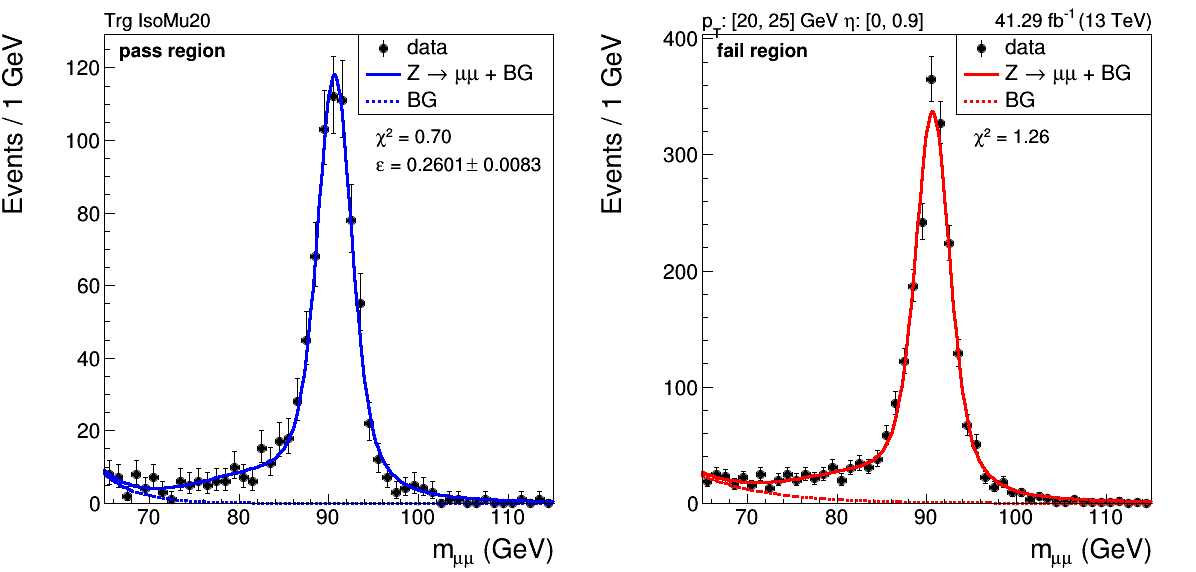 Trg IsoMu20
pass region
data
Z → μμ + BG
BG
χ² = 0.70
ε = 0.2601 ± 0.0083
Events / 1 GeV
120
100
80
60
40
20
0
70 80 90 100 110
mμμ (GeV)
pT: [20, 25] GeV η: [0, 0.9] 41.29 fb⁻¹ (13 TeV)
fail region
data
Z → μμ + BG
BG
χ² = 1.26
Events / 1 GeV
400
300
200
100
0
70 80 90 100 110
mμμ (GeV)